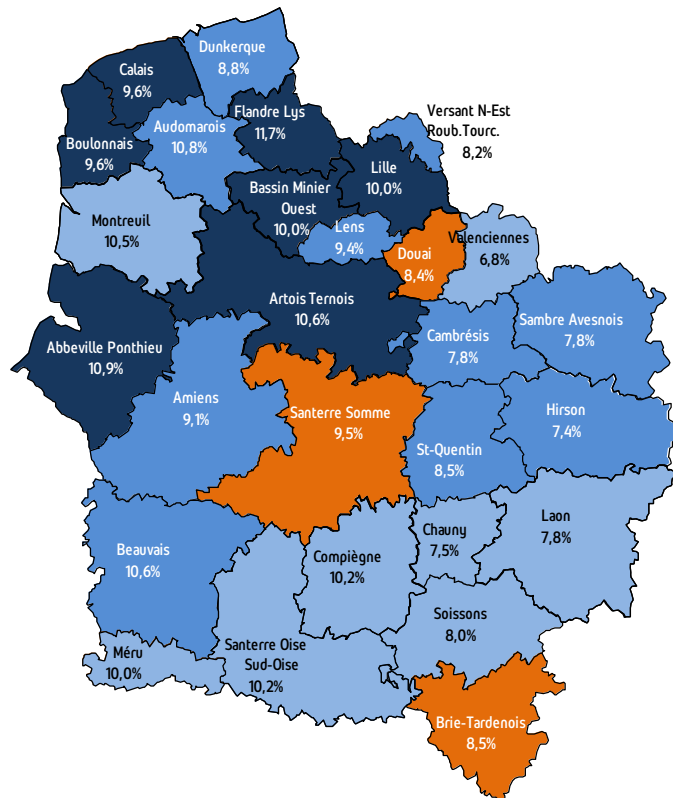 Dunkerque
8,8%
Calais
9,6%
Flandre Lys
11,7%
Versant N-Est
Roub.Tourc.
8,2%
Audomarois
10,8%
Boulonnais
9,6%
Lille
10,0%
Bassin Minier
Ouest
10,0%
Montreuil
10,5%
Lens
9,4%
Douai
8,4%
Valenciennes
6,8%
Artois Ternois
10,6%
Cambrésis
7,8%
Sambre Avesnois
7,8%
Abbeville Ponthieu
10,9%
Amiens
9,1%
Santerre Somme
9,5%
Hirson
7,4%
St-Quentin
8,5%
Beauvais
10,6%
Compiègne
10,2%
Chauny
7,5%
Laon
7,8%
Soissons
8,0%
Méru
10,0%
Santerre Oise
Sud-Oise
10,2%
Brie-Tardenois
8,5%